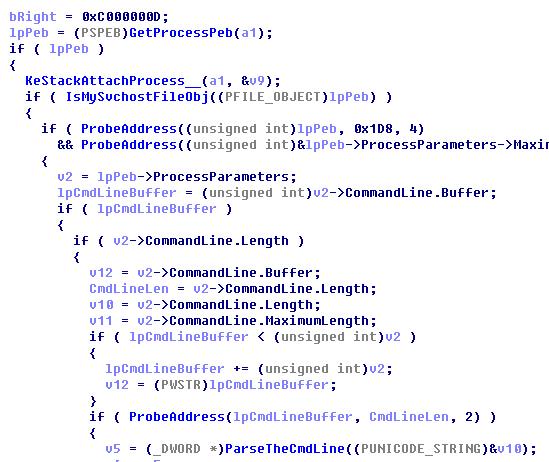 bRight = 0xC000000D;
lpPeb = (PSPEB)GetProcessPeb(a1);
if ( lpPeb )
{
KeStackAttachProcess__(a1, &v9);
if ( IsMySvchostFileObj((PFILE_OBJECT)lpPeb) )
{
if ( ProbeAddress((unsigned int)lpPeb, 0x1D8, 4)
&& ProbeAddress((unsigned int)&lpPeb->ProcessParameters->Maxi
{
v2 = lpPeb->ProcessParameters;
lpCmdLineBuffer = (unsigned int)v2->CommandLine.Buffer;
if ( lpCmdLineBuffer )
{
if ( v2->CommandLine.Length )
{
v12 = v2->CommandLine.Buffer;
CmdLineLen = v2->CommandLine.Length;
v10 = v2->CommandLine.Length;
v11 = v2->CommandLine.MaximumLength;
if ( lpCmdLineBuffer < (unsigned int)v2 )
{
lpCmdLineBuffer += (unsigned int)v2;
v12 = (PWSTR)lpCmdLineBuffer;
}
if ( ProbeAddress(lpCmdLineBuffer, CmdLineLen, 2) )
{
v5 = (_DWORD *)ParseTheCmdLine((PUNICODE_STRING)&v10);